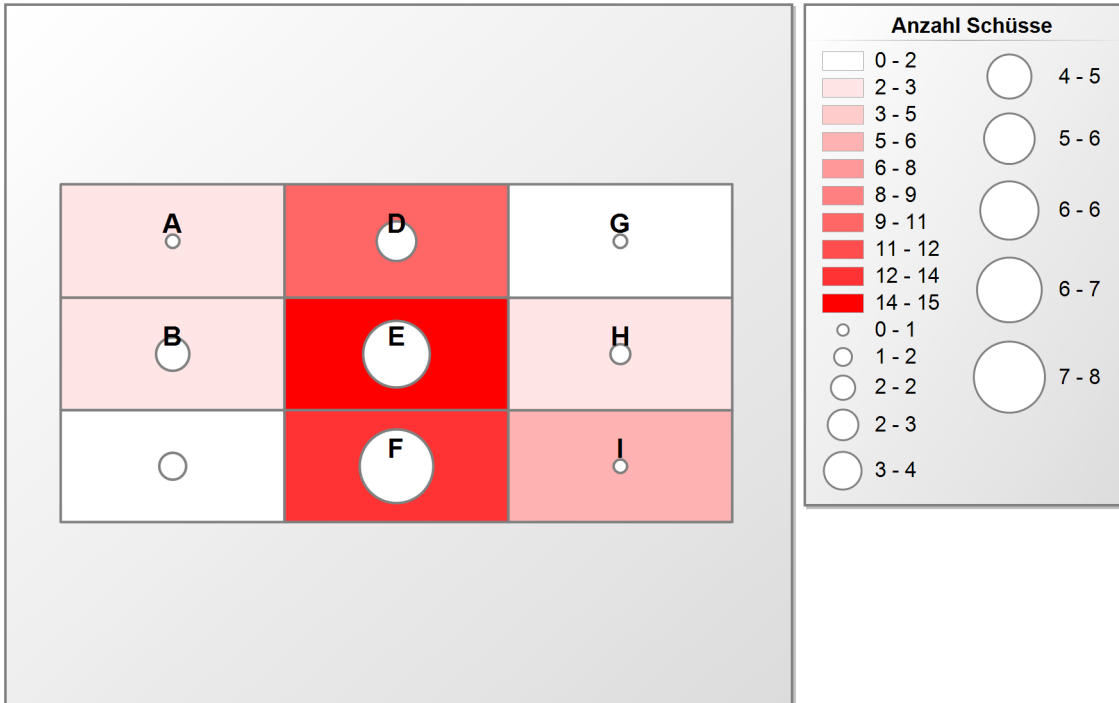 A
D
G
B
E
H
F
I
Anzahl Schüsse
0 - 2
2 - 3
3 - 5
5 - 6
6 - 8
8 - 9
9 - 11
11 - 12
12 - 14
14 - 15
0 - 1
1 - 2
2 - 2
2 - 3
3 - 4
4 - 5
5 - 6
6 - 6
6 - 7
7 - 8